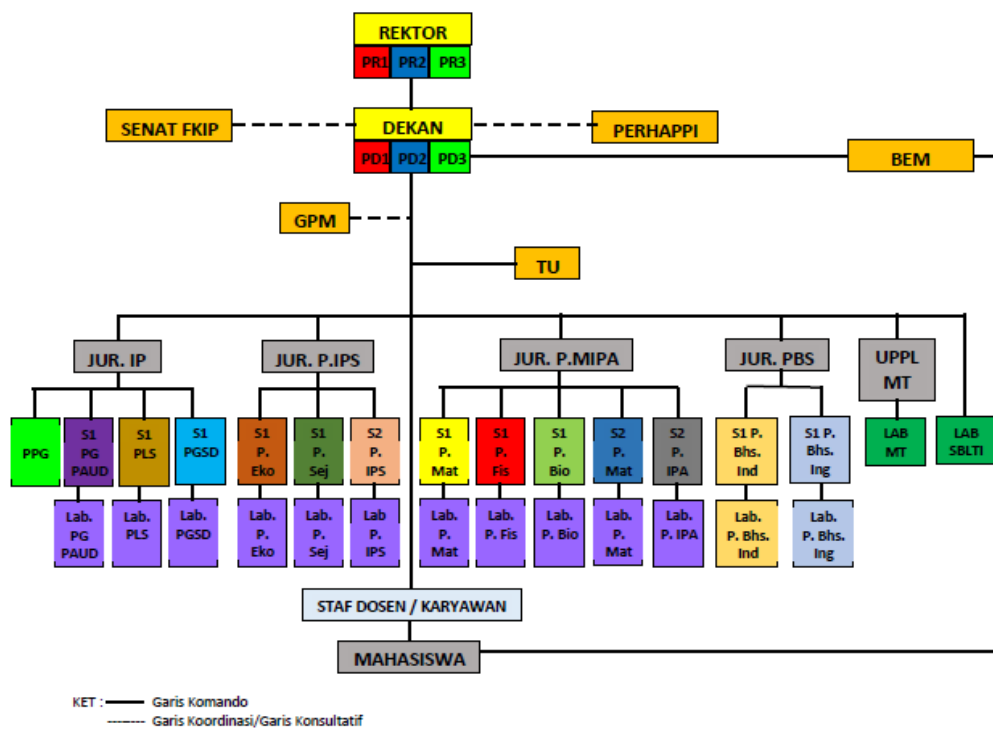 REKTOR
PR1 PR2 PR3
SENAT FKIP
DEKAN
PERHAPPI
PD1 PD2 PD3
BEM
GPM
TU
JUR. IP
JUR. P.IPS
JUR. P.MIPA
JUR. PBS
UPPL
MT
PPG
S1
PG
PAUD
S1
PLS
S1
PGSD
S1
P.
Eko
S1
P.
Sej
S2
P.
IPS
S1
P.
Mat
S1
P.
Fis
S1
P.
Bio
S2
P.
Mat
S2
P.
IPA
S1 P.
Bhs.
Ind
S1 P.
Bhs.
Ing
LAB
MT
LAB
SBLTI
Lab.
PG
PAUD
Lab.
PLS
Lab.
PGSD
Lab.
P.
Eko
Lab.
P.
Sej
Lab
P.
IPS
Lab.
P.
Mat
Lab.
P. Fis
Lab.
P. Bio
Lab.
P.
Mat
Lab.
P. IPA
Lab.
P. Bhs.
Ind
Lab.
P. Bhs.
Ing
STAF DOSEN / KARYAWAN
MAHASISWA
KET : Garis Komando
Garis Koordinasi/Garis Konsultatif